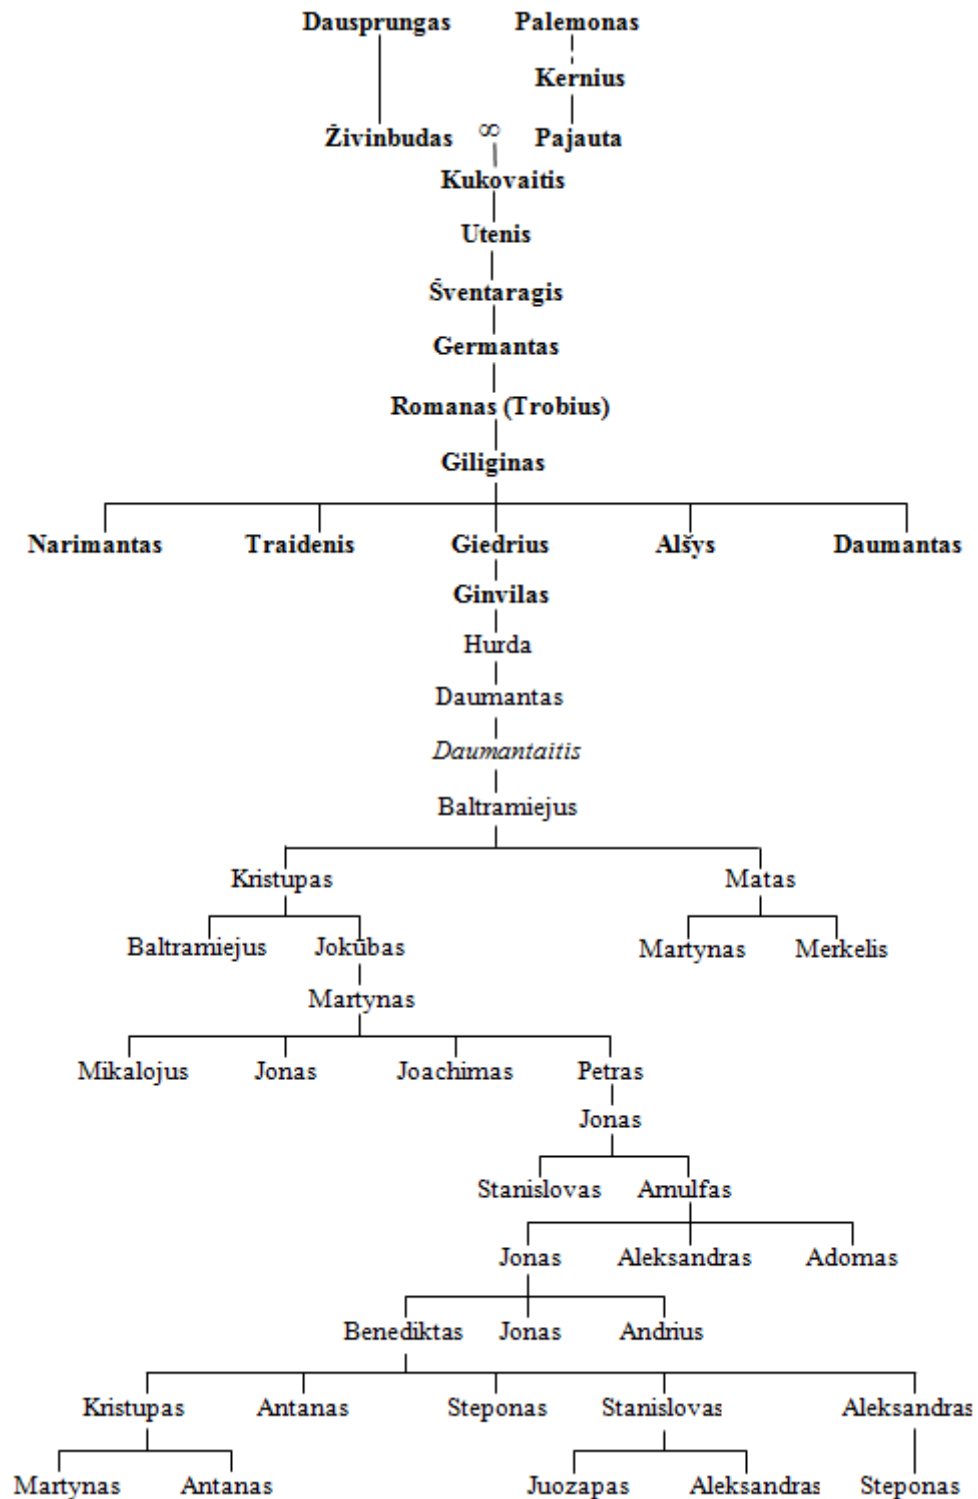 Dausprungas Palemonas
Kernius
Živinbudas ∞ Pajauta
Kukovaitis
Utenis
Šventaragis
Germantas
Romanas (Trobius)
Giliginas
Narimantas Traidenis Giedrius Alšys Daumantas
Ginvilas
Hurda
Daumantas
Daumantaitis
Baltramiejus
Kristupas Matas
Baltramiejus Jokūbas Martynas Merkelis
Martynas
Mikalojus Jonas Joachimas Petras
Jonas
Stanislovas Arnulfas
Jonas Aleksandras Adomas
Benediktas Jonas Andrius
Kristupas Antanas Steponas Stanislovas Aleksandras
Martynas Antanas Juozapas Aleksandras Steponas